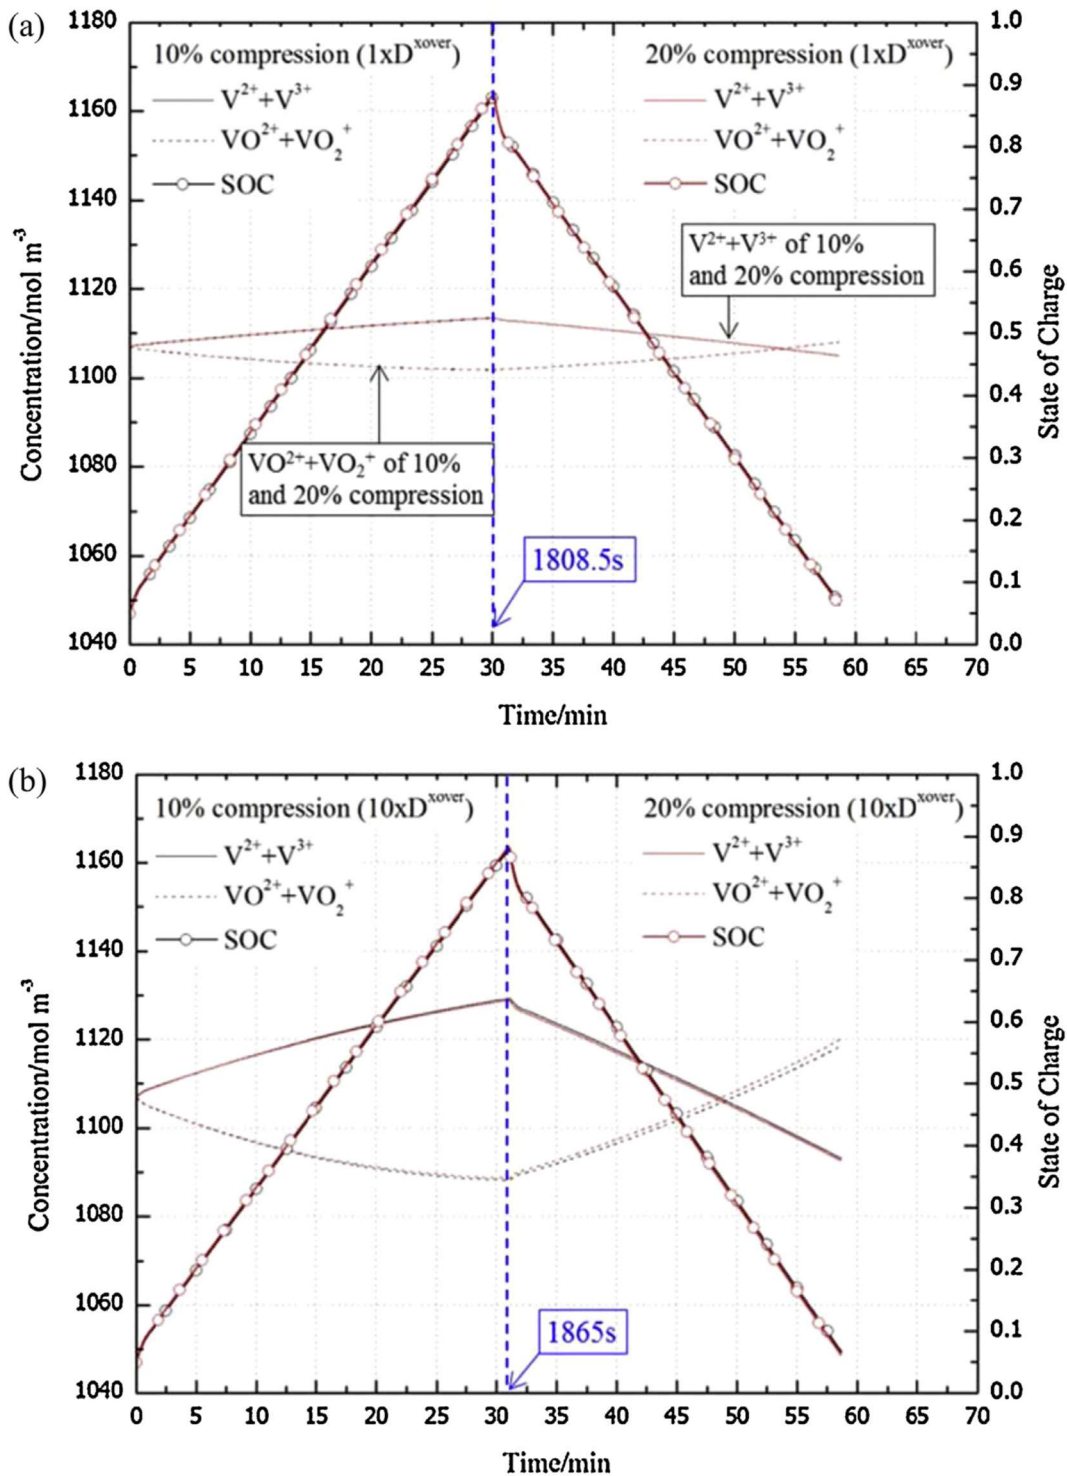 (a)
10% compression (1xD^xover)
V²⁺+V³⁺
VO²⁺+VO₂⁺
SOC
20% compression (1xD^xover)
V²⁺+V³⁺
VO²⁺+VO₂⁺
SOC
V²⁺+V³⁺ of 10%
and 20% compression
VO²⁺+VO₂⁺ of 10%
and 20% compression
1808.5s
Concentration/mol m⁻³
1180
1160
1140
1120
1100
1080
1060
1040
State of Charge
1.0
0.9
0.8
0.7
0.6
0.5
0.4
0.3
0.2
0.1
0.0
0 5 10 15 20 25 30 35 40 45 50 55 60 65 70
Time/min
(b)
10% compression (10xD^xover)
V²⁺+V³⁺
VO²⁺+VO₂⁺
SOC
20% compression (10xD^xover)
V²⁺+V³⁺
VO²⁺+VO₂⁺
SOC
1865s
Concentration/mol m⁻³
1180
1160
1140
1120
1100
1080
1060
1040
State of Charge
1.0
0.9
0.8
0.7
0.6
0.5
0.4
0.3
0.2
0.1
0.0
0 5 10 15 20 25 30 35 40 45 50 55 60 65 70
Time/min